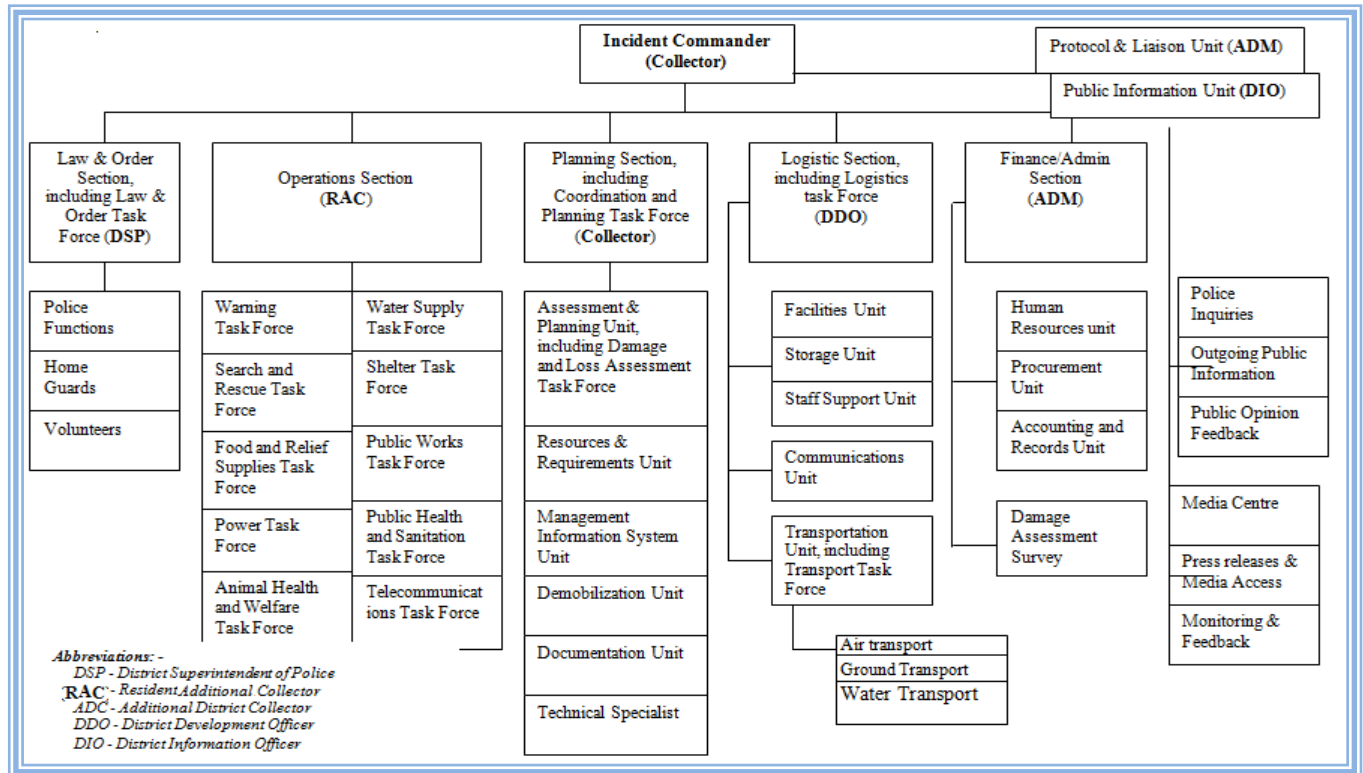 Incident Commander
(Collector)
Protocol & Liaison Unit (ADM)
Public Information Unit (DIO)
Law & Order
Section,
including Law &
Order Task
Force (DSP)
Operations Section
(RAC)
Planning Section,
including
Coordination and
Planning Task Force
(Collector)
Logistic Section,
including Logistics
task Force
(DDO)
Finance/Admin
Section
(ADM)
Police
Functions
Home
Guards
Volunteers
Warning
Task Force
Search and
Rescue Task
Force
Food and Relief
Supplies Task
Force
Power Task
Force
Animal Health
and Welfare
Task Force
Water Supply
Task Force
Shelter Task
Force
Public Works
Task Force
Public Health
and Sanitation
Task Force
Telecommunicat
ions Task Force
Assessment &
Planning Unit,
including Damage
and Loss Assessment
Task Force
Resources &
Requirements Unit
Management
Information System
Unit
Demobilization Unit
Documentation Unit
Technical Specialist
Facilities Unit
Storage Unit
Staff Support Unit
Communications
Unit
Transportation
Unit, including
Transport Task
Force
Air transport
Ground Transport
Water Transport
Human
Resources unit
Procurement
Unit
Accounting and
Records Unit
Damage
Assessment
Survey
Police
Inquiries
Outgoing Public
Information
Public Opinion
Feedback
Media Centre
Press releases &
Media Access
Monitoring &
Feedback
Abbreviations: -
DSP - District Superintendent of Police
(RAC) - Resident Additional Collector
ADC - Additional District Collector
DDO - District Development Officer
DIO - District Information Officer